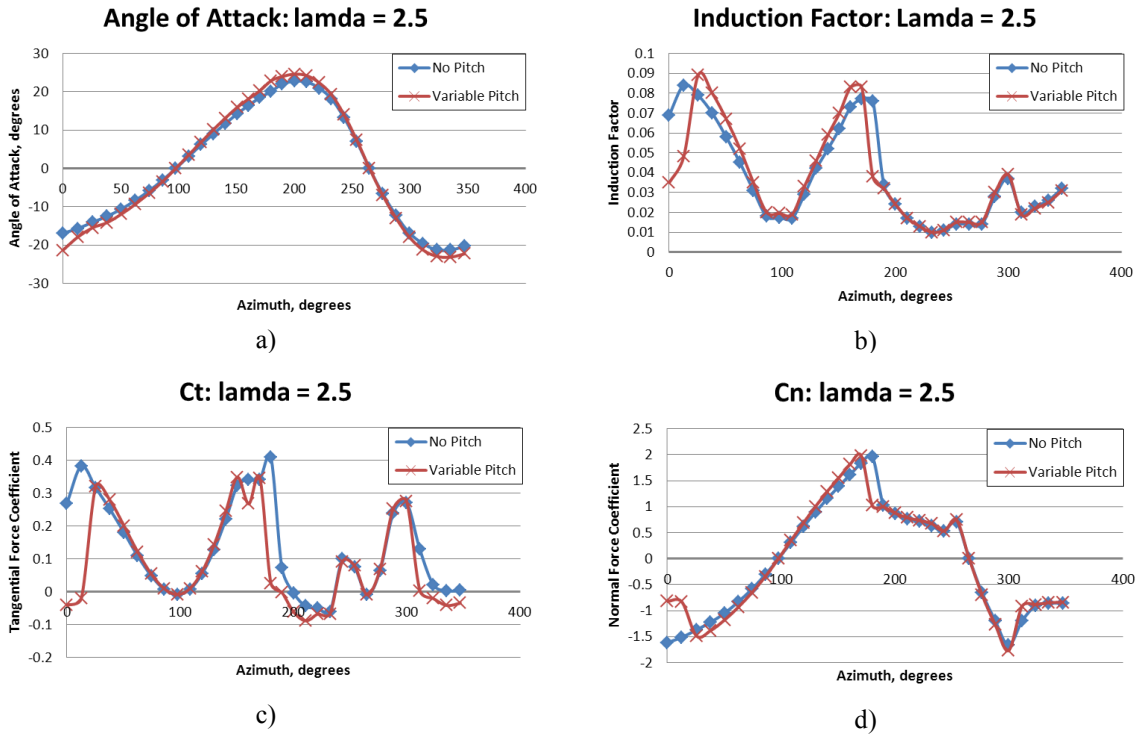 Angle of Attack: lamda = 2.5
30
20
10
0
-10
-20
-30
0
50
100
150
200
250
300
350
400
Angle of Attack, degrees
Azimuth, degrees
No Pitch
Variable Pitch
a)
Induction Factor: Lamda = 2.5
0.1
0.09
0.08
0.07
0.06
0.05
0.04
0.03
0.02
0.01
0
0
100
200
300
400
Induction Factor
Azimuth, degrees
No Pitch
Variable Pitch
b)
Ct: lamda = 2.5
0.5
0.4
0.3
0.2
0.1
0
-0.1
-0.2
0
100
200
300
400
Tangential Force Coefficient
Azimuth, degrees
No Pitch
Variable Pitch
c)
Cn: lamda = 2.5
2.5
2
1.5
1
0.5
0
-0.5
-1
-1.5
-2
0
100
200
300
400
Normal Force Coefficient
Azimuth, degrees
No Pitch
Variable Pitch
d)